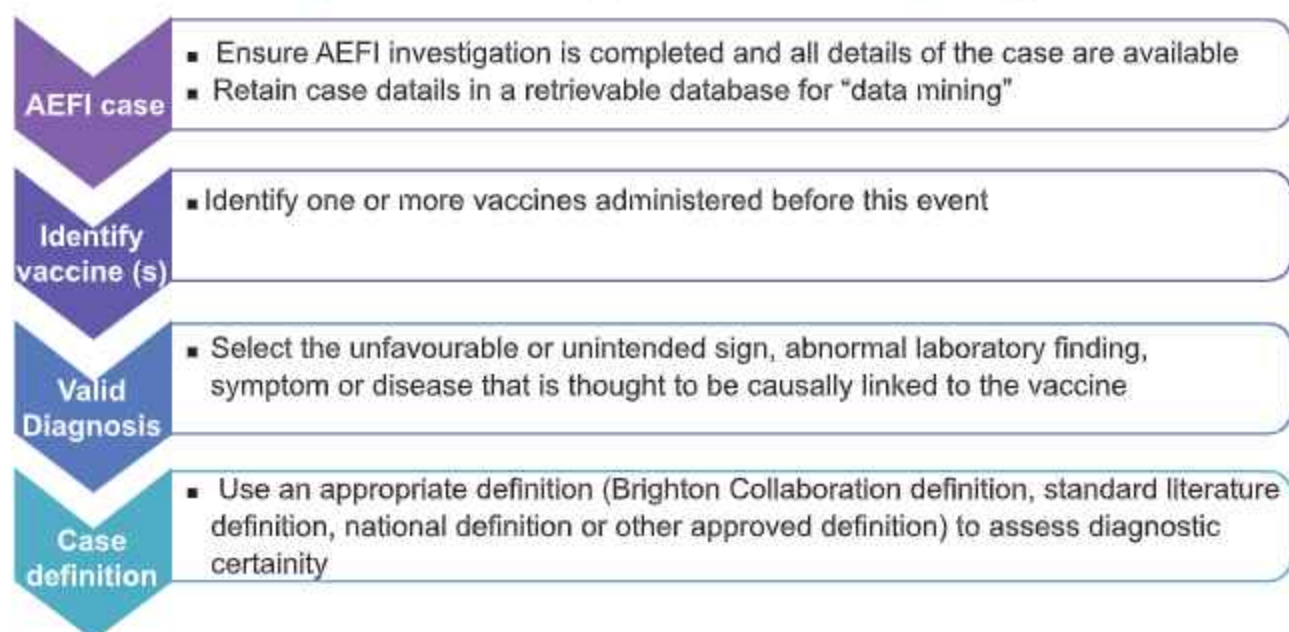 AEFI case
▪ Ensure AEFI investigation is completed and all details of the case are available
▪ Retain case datails in a retrievable database for “data mining"
Identify
vaccine (s)
▪ Identify one or more vaccines administered before this event
Valid
Diagnosis
▪ Select the unfavourable or unintended sign, abnormal laboratory finding,
symptom or disease that is thought to be causally linked to the vaccine
Case
definition
▪ Use an appropriate definition (Brighton Collaboration definition, standard literature
definition, national definition or other approved definition) to assess diagnostic
certainity